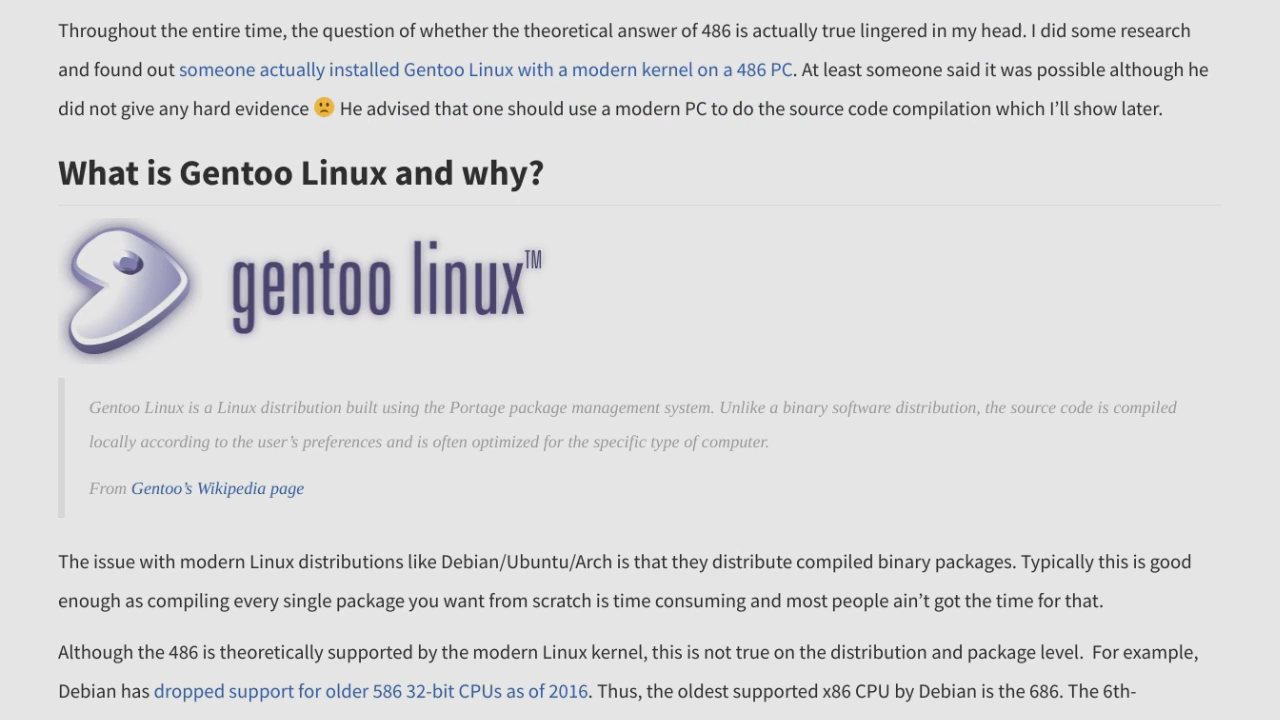 Throughout the entire time, the question of whether the theoretical answer of 486 is actually true lingered in my head. I did some research
and found out someone actually installed Gentoo Linux with a modern kernel on a 486 PC. At least someone said it was possible although he
did not give any hard evidence 🙁 He advised that one should use a modern PC to do the source code compilation which I’ll show later.
What is Gentoo Linux and why?
gentoo linux™
Gentoo Linux is a Linux distribution built using the Portage package management system. Unlike a binary software distribution, the source code is compiled
locally according to the user’s preferences and is often optimized for the specific type of computer.
From Gentoo’s Wikipedia page
The issue with modern Linux distributions like Debian/Ubuntu/Arch is that they distribute compiled binary packages. Typically this is good
enough as compiling every single package you want from scratch is time consuming and most people ain’t got the time for that.
Although the 486 is theoretically supported by the modern Linux kernel, this is not true on the distribution and package level.  For example,
Debian has dropped support for older 586 32-bit CPUs as of 2016. Thus, the oldest supported x86 CPU by Debian is the 686. The 6th-